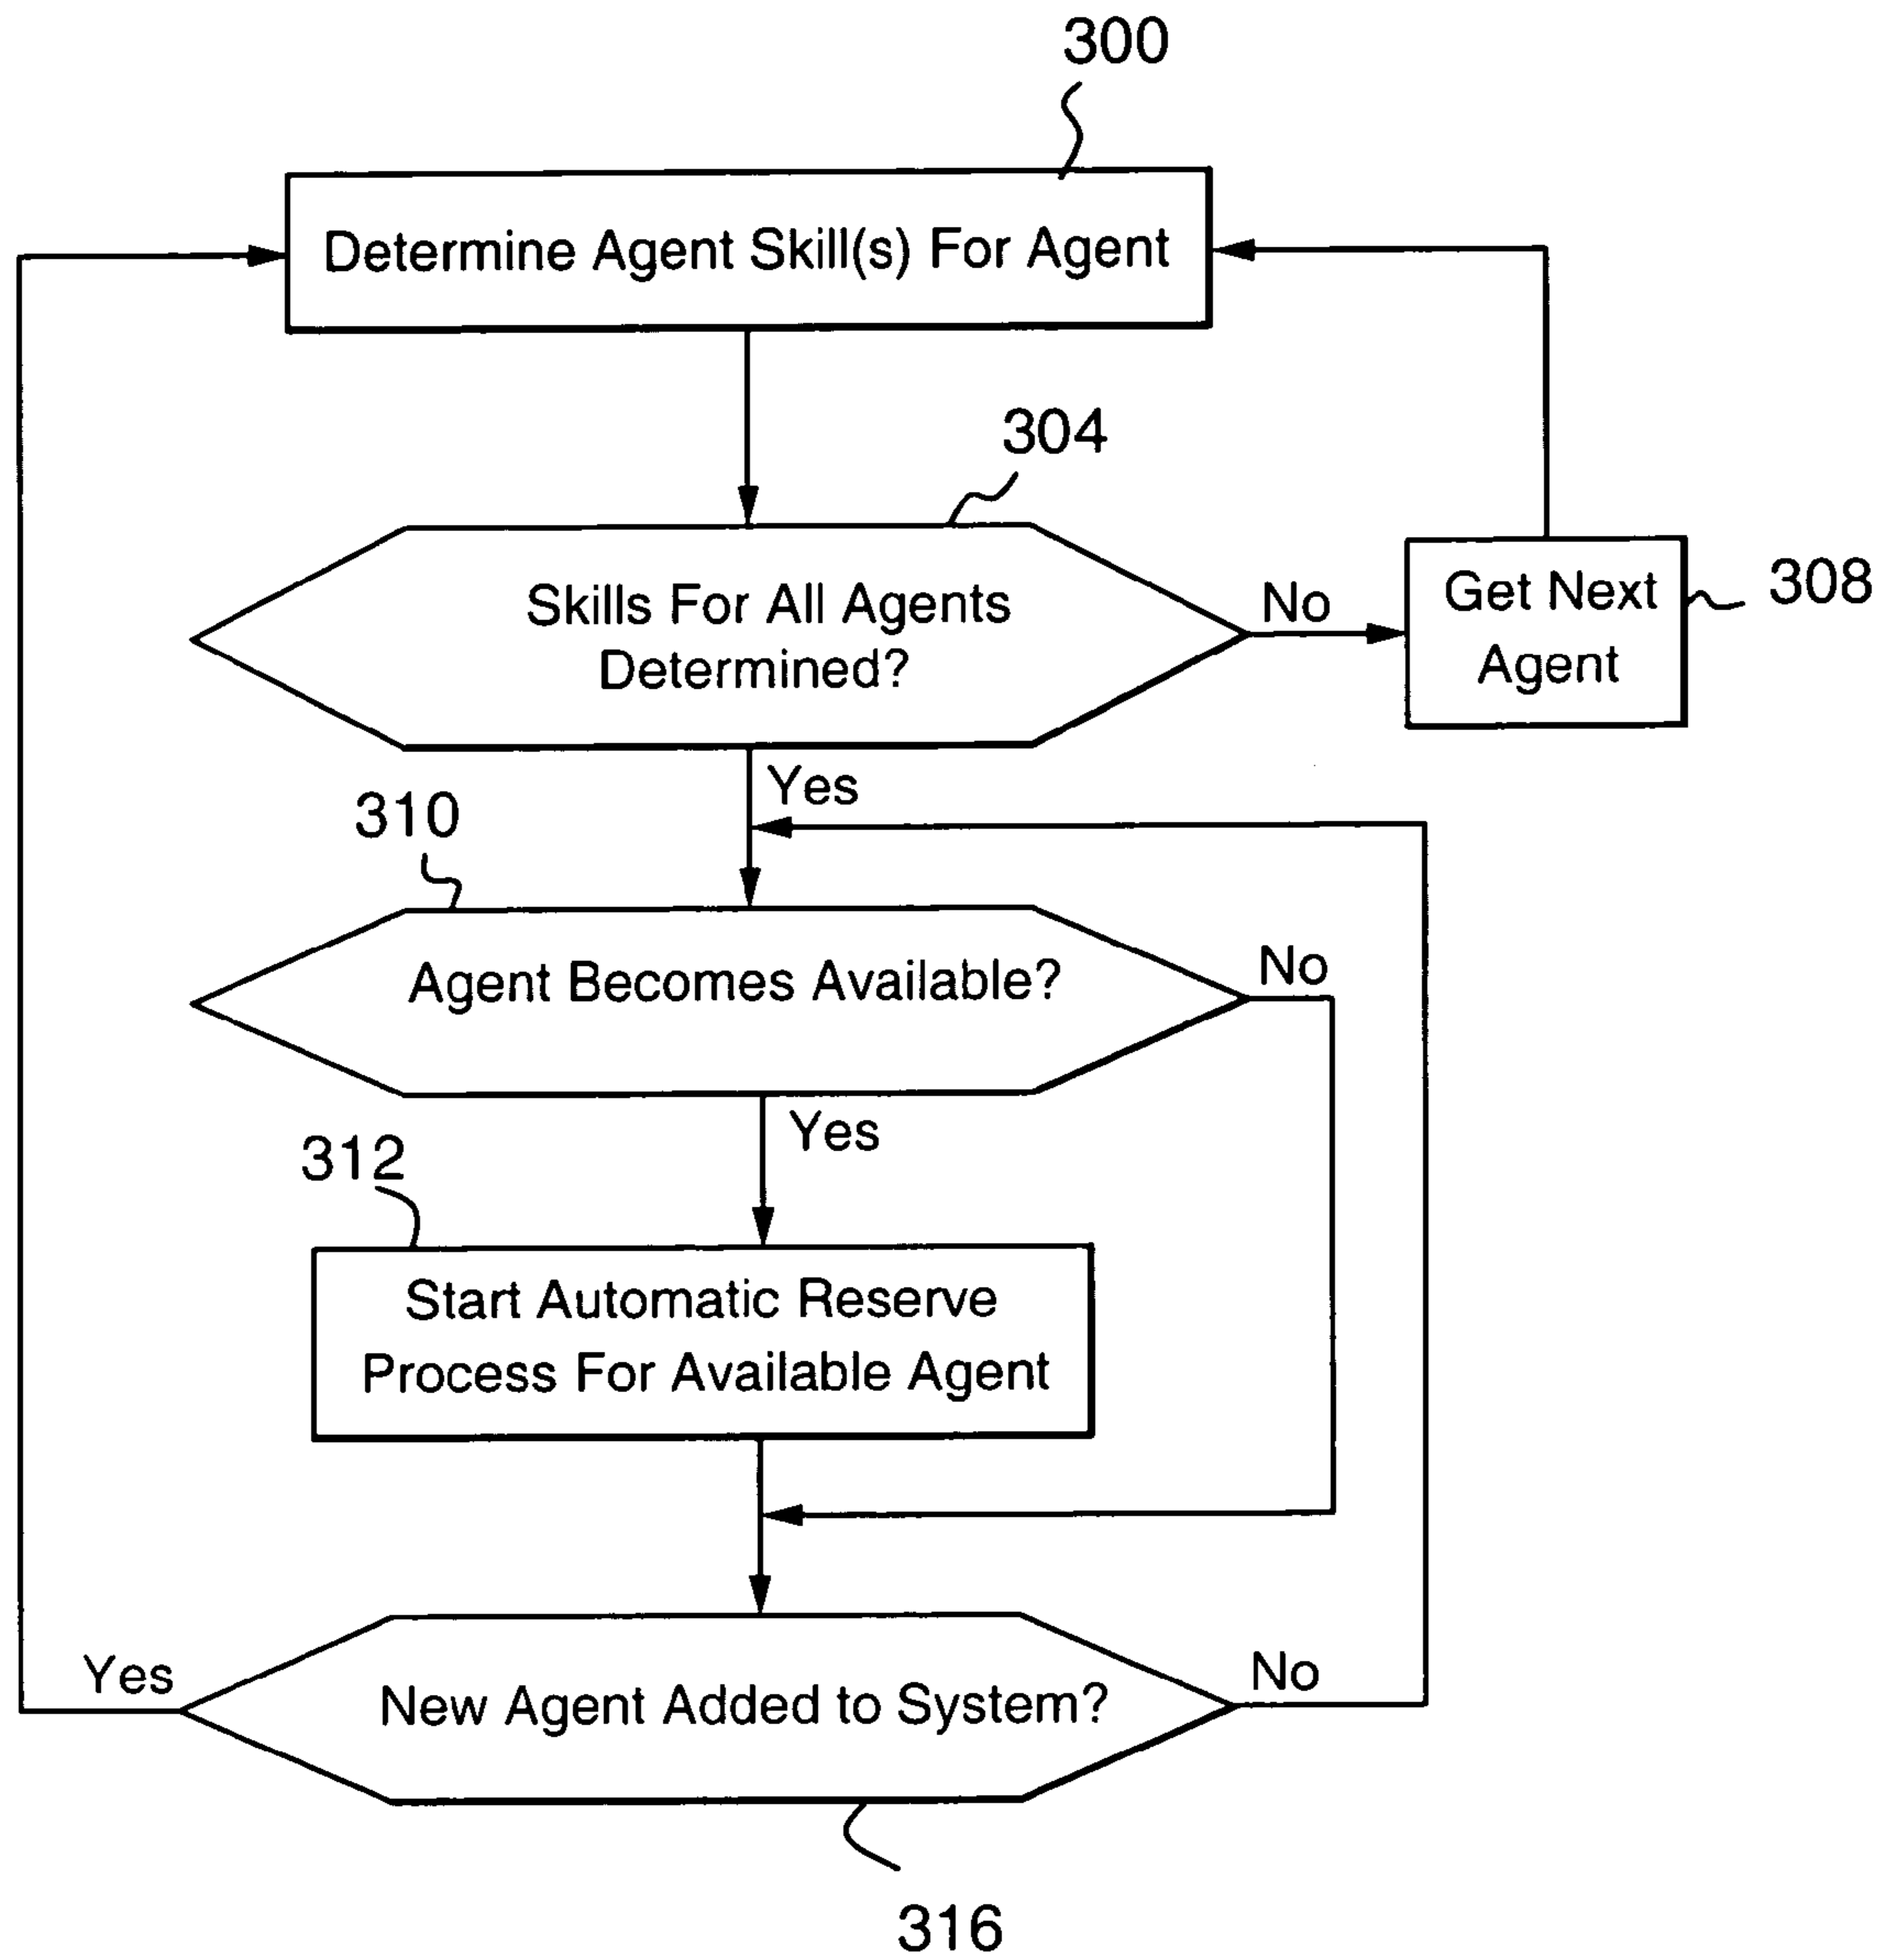 300
Determine Agent Skill(s) For Agent
304
Skills For All Agents
Determined?
No
Get Next
Agent
308
Yes
310
Agent Becomes Available?
No
Yes
312
Start Automatic Reserve
Process For Available Agent
Yes
New Agent Added to System?
No
316